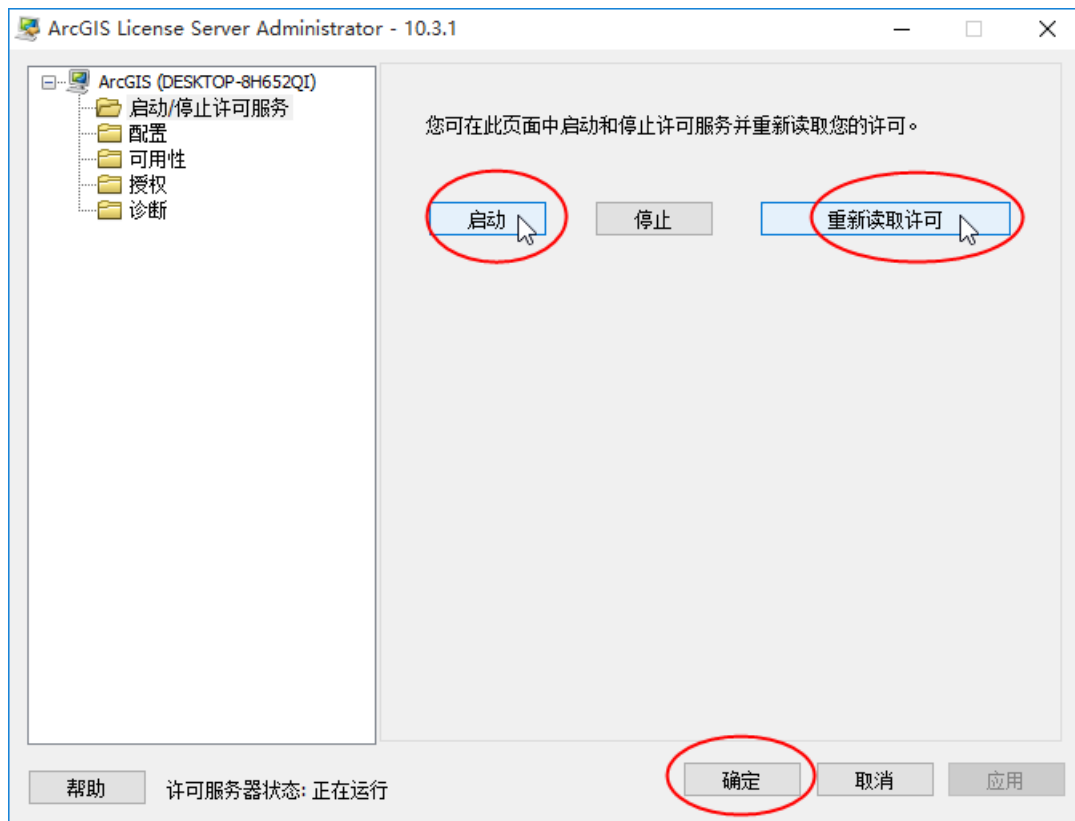 ArcGIS License Server Administrator - 10.3.1
ArcGIS (DESKTOP-8H652QI)
启动/停止许可服务
配置
可用性
授权
诊断
您可在此页面中启动和停止许可服务并重新读取您的许可。
启动
停止
重新读取许可
帮助
许可服务器状态: 正在运行
确定
取消
应用